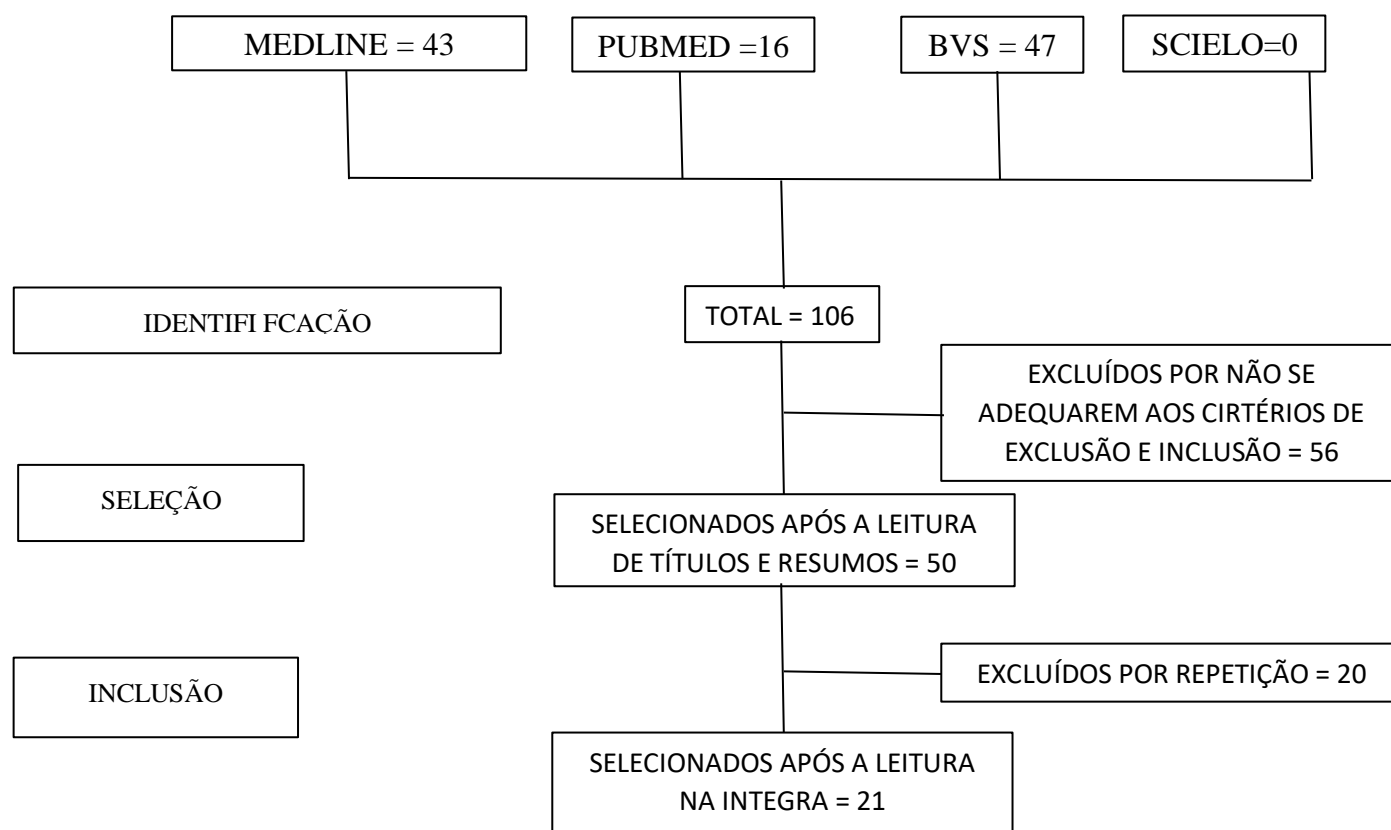 MEDLINE = 43
PUBMED =16
BVS = 47
SCIELO=0
IDENTIFI FCAÇÃO
TOTAL = 106
EXCLUÍDOS POR NÃO SE
ADEQUAREM AOS CIRTÉRIOS DE
EXCLUSÃO E INCLUSÃO = 56
SELEÇÃO
SELECIONADOS APÓS A LEITURA
DE TÍTULOS E RESUMOS = 50
EXCLUÍDOS POR REPETIÇÃO = 20
INCLUSÃO
SELECIONADOS APÓS A LEITURA
NA INTEGRA = 21